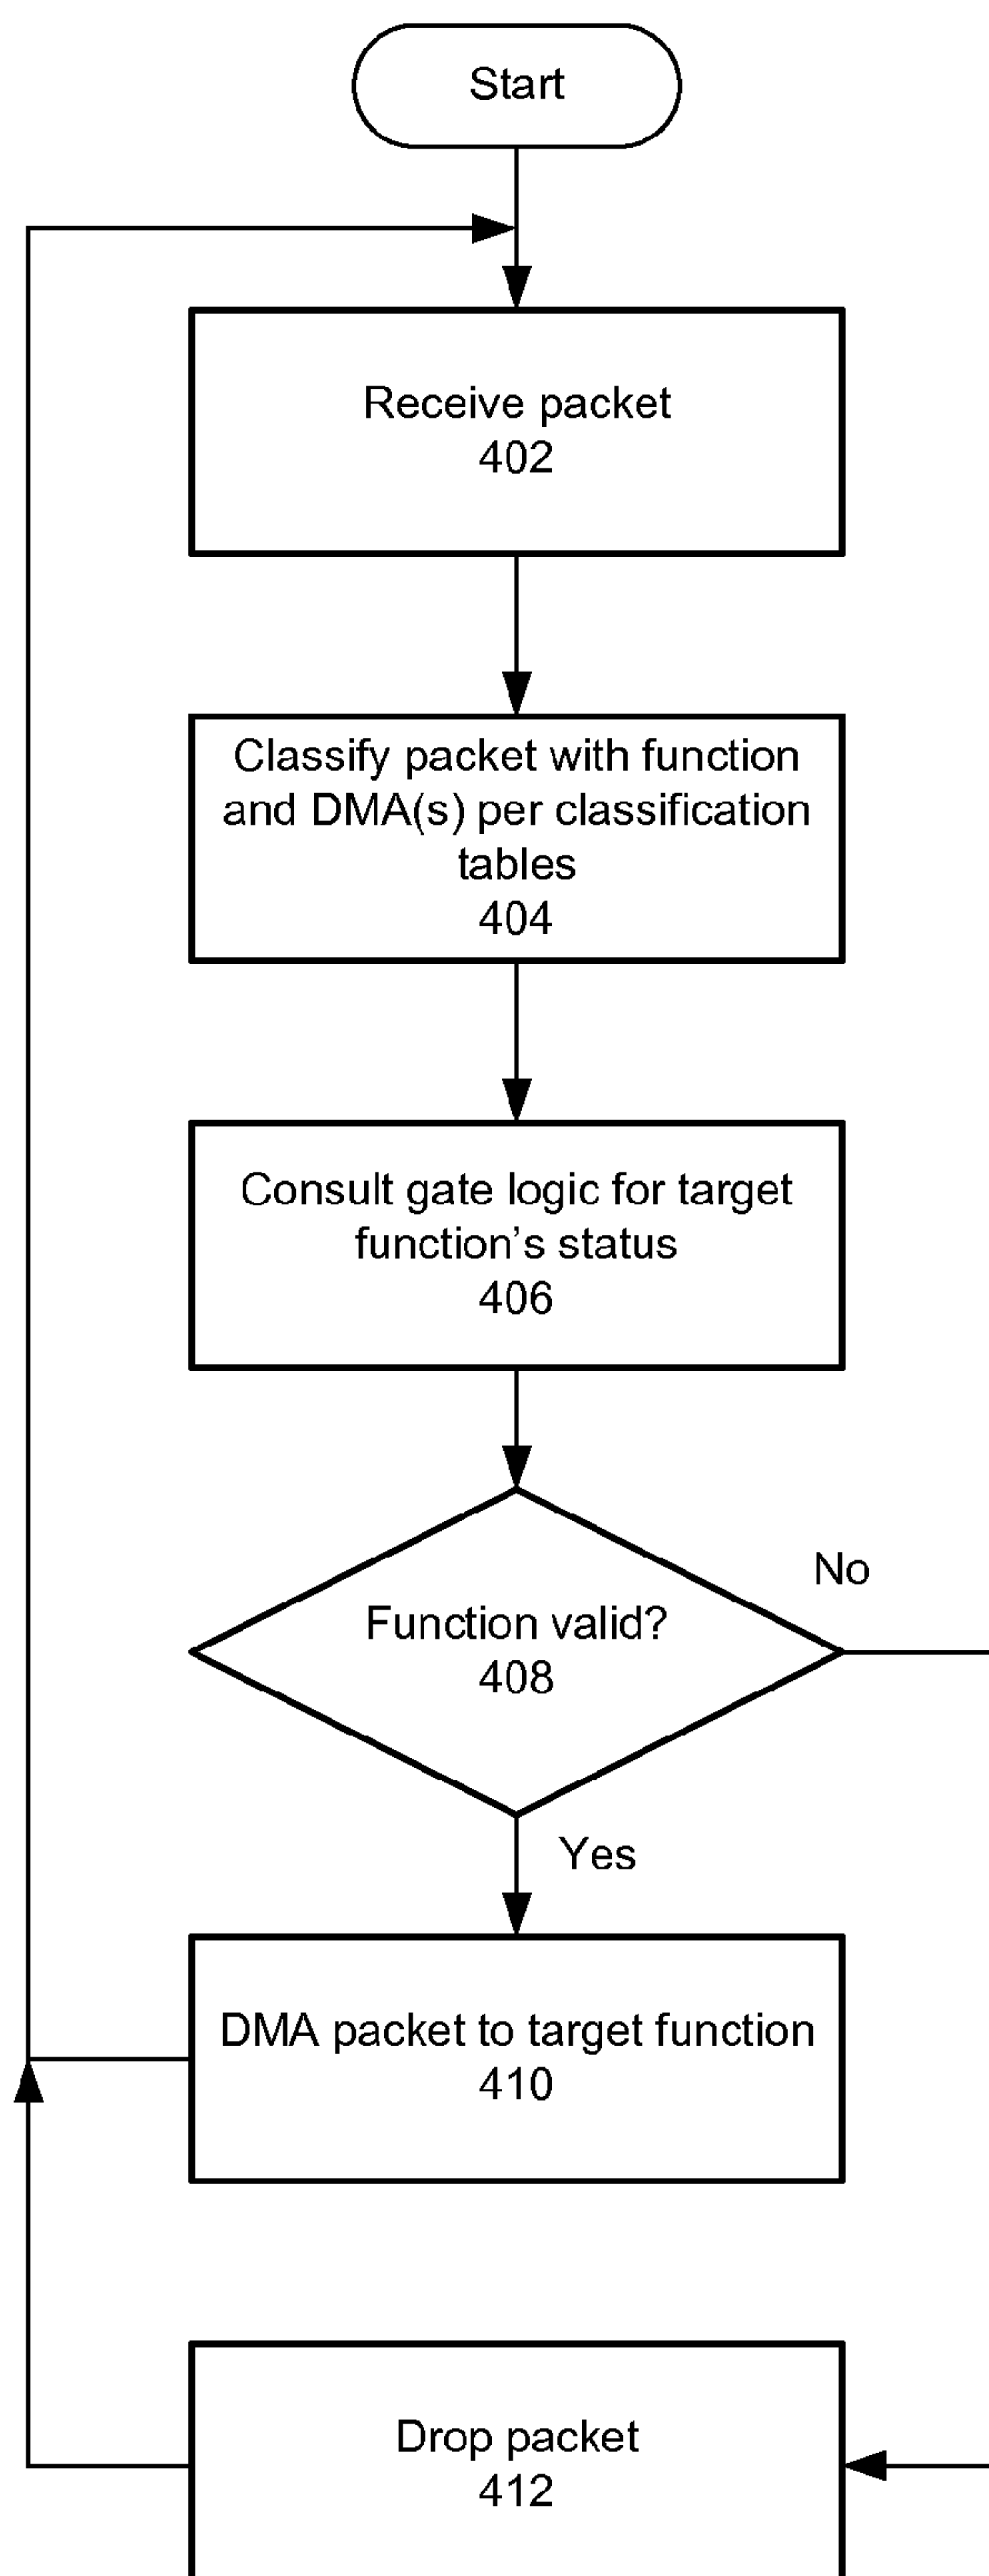 Start
Receive packet
402
Classify packet with function
and DMA(s) per classification
tables
404
Consult gate logic for target
function’s status
406
No
Function valid?
408
Yes
DMA packet to target function
410
Drop packet
412